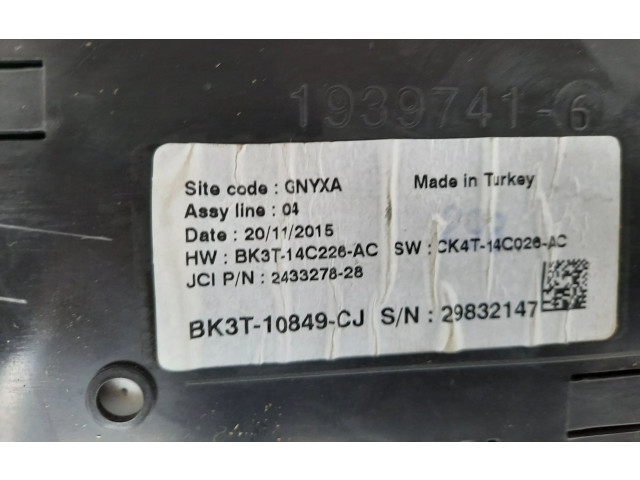 1939741-6
Site code : GNYXA Made in Turkey
Assy line : 04
Date : 20/11/2015
HW : BK3T-14C226-AC SW : CK4T-14C026-AC
JCI P/N : 2433278-28
BK3T-10849-CJ S/N : 29832147